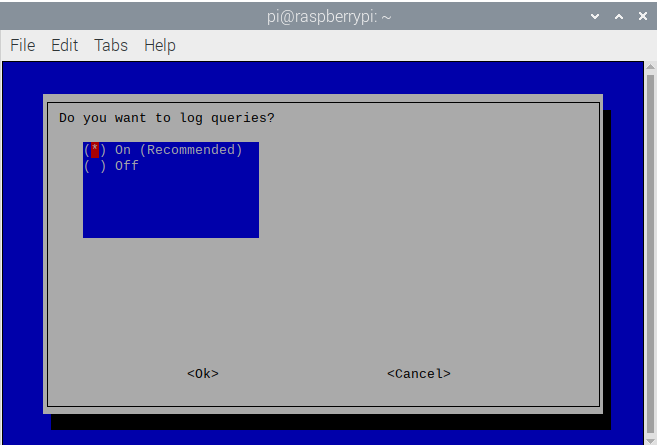 pi@raspberrypi: ~
File Edit Tabs Help
Do you want to log queries?
(*) On (Recommended)
( ) Off
<Ok> <Cancel>